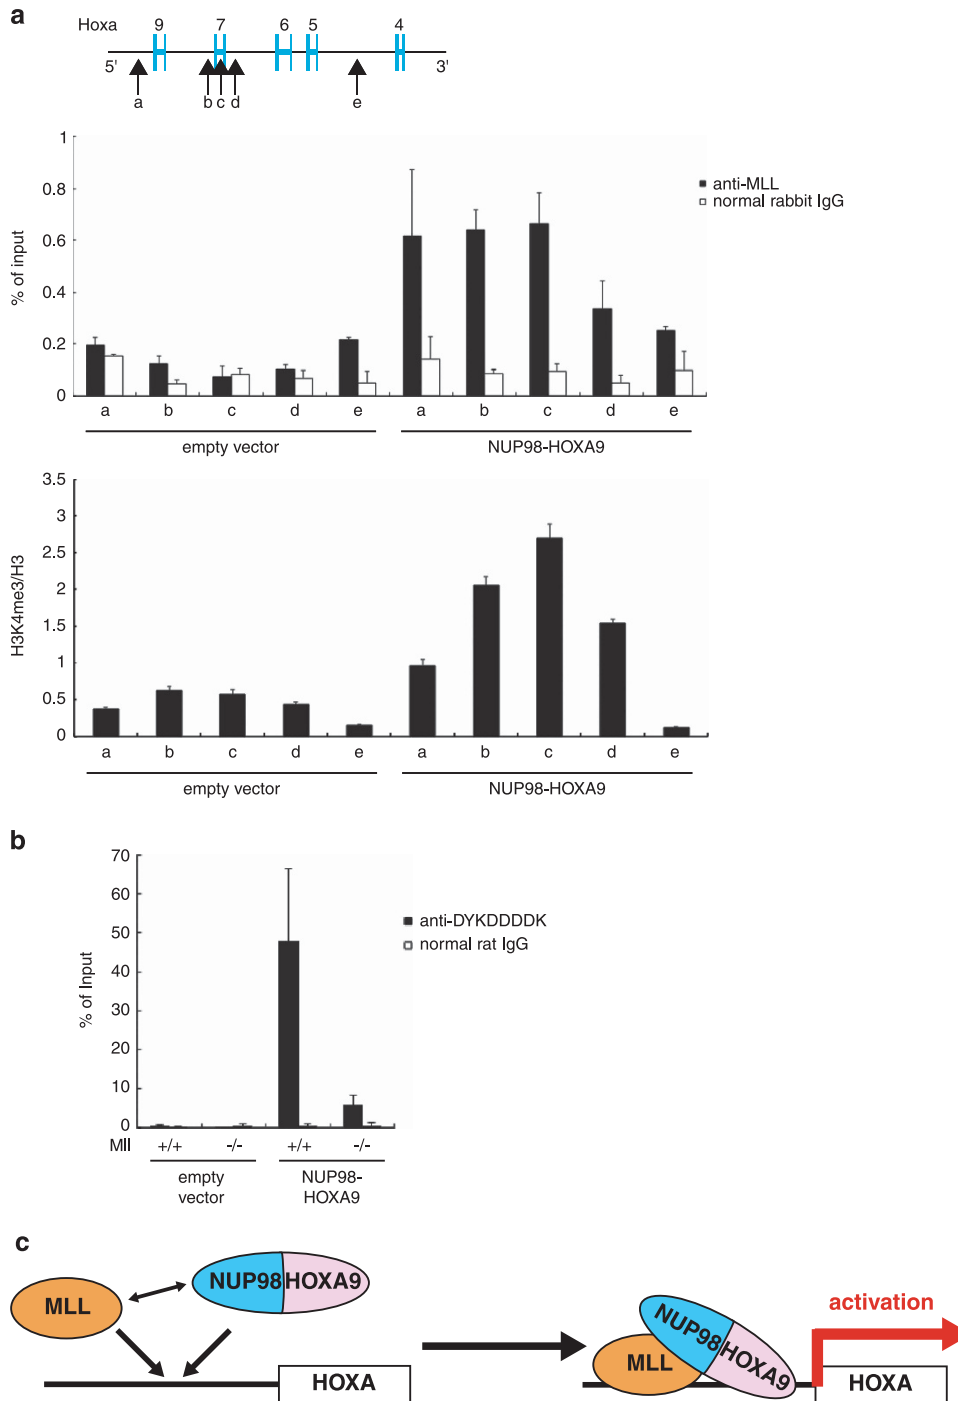 a
Hoxa 9 7 6 5 4
5' 3'
a b c d e
1
0.8
0.6
0.4
0.2
0
% of input
anti-MLL
normal rabbit IgG
a b c d e a b c d e
empty vector NUP98-HOXA9
3.5
3
2.5
2
1.5
1
0.5
0
H3K4me3/H3
a b c d e a b c d e
empty vector NUP98-HOXA9
b
70
60
50
40
30
20
10
0
% of Input
anti-DYKDDDDK
normal rat IgG
Mll +/+ -/- +/+ -/-
empty NUP98-
vector HOXA9
c
MLL NUP98 HOXA9
HOXA
activation
MLL NUP98 HOXA9
HOXA